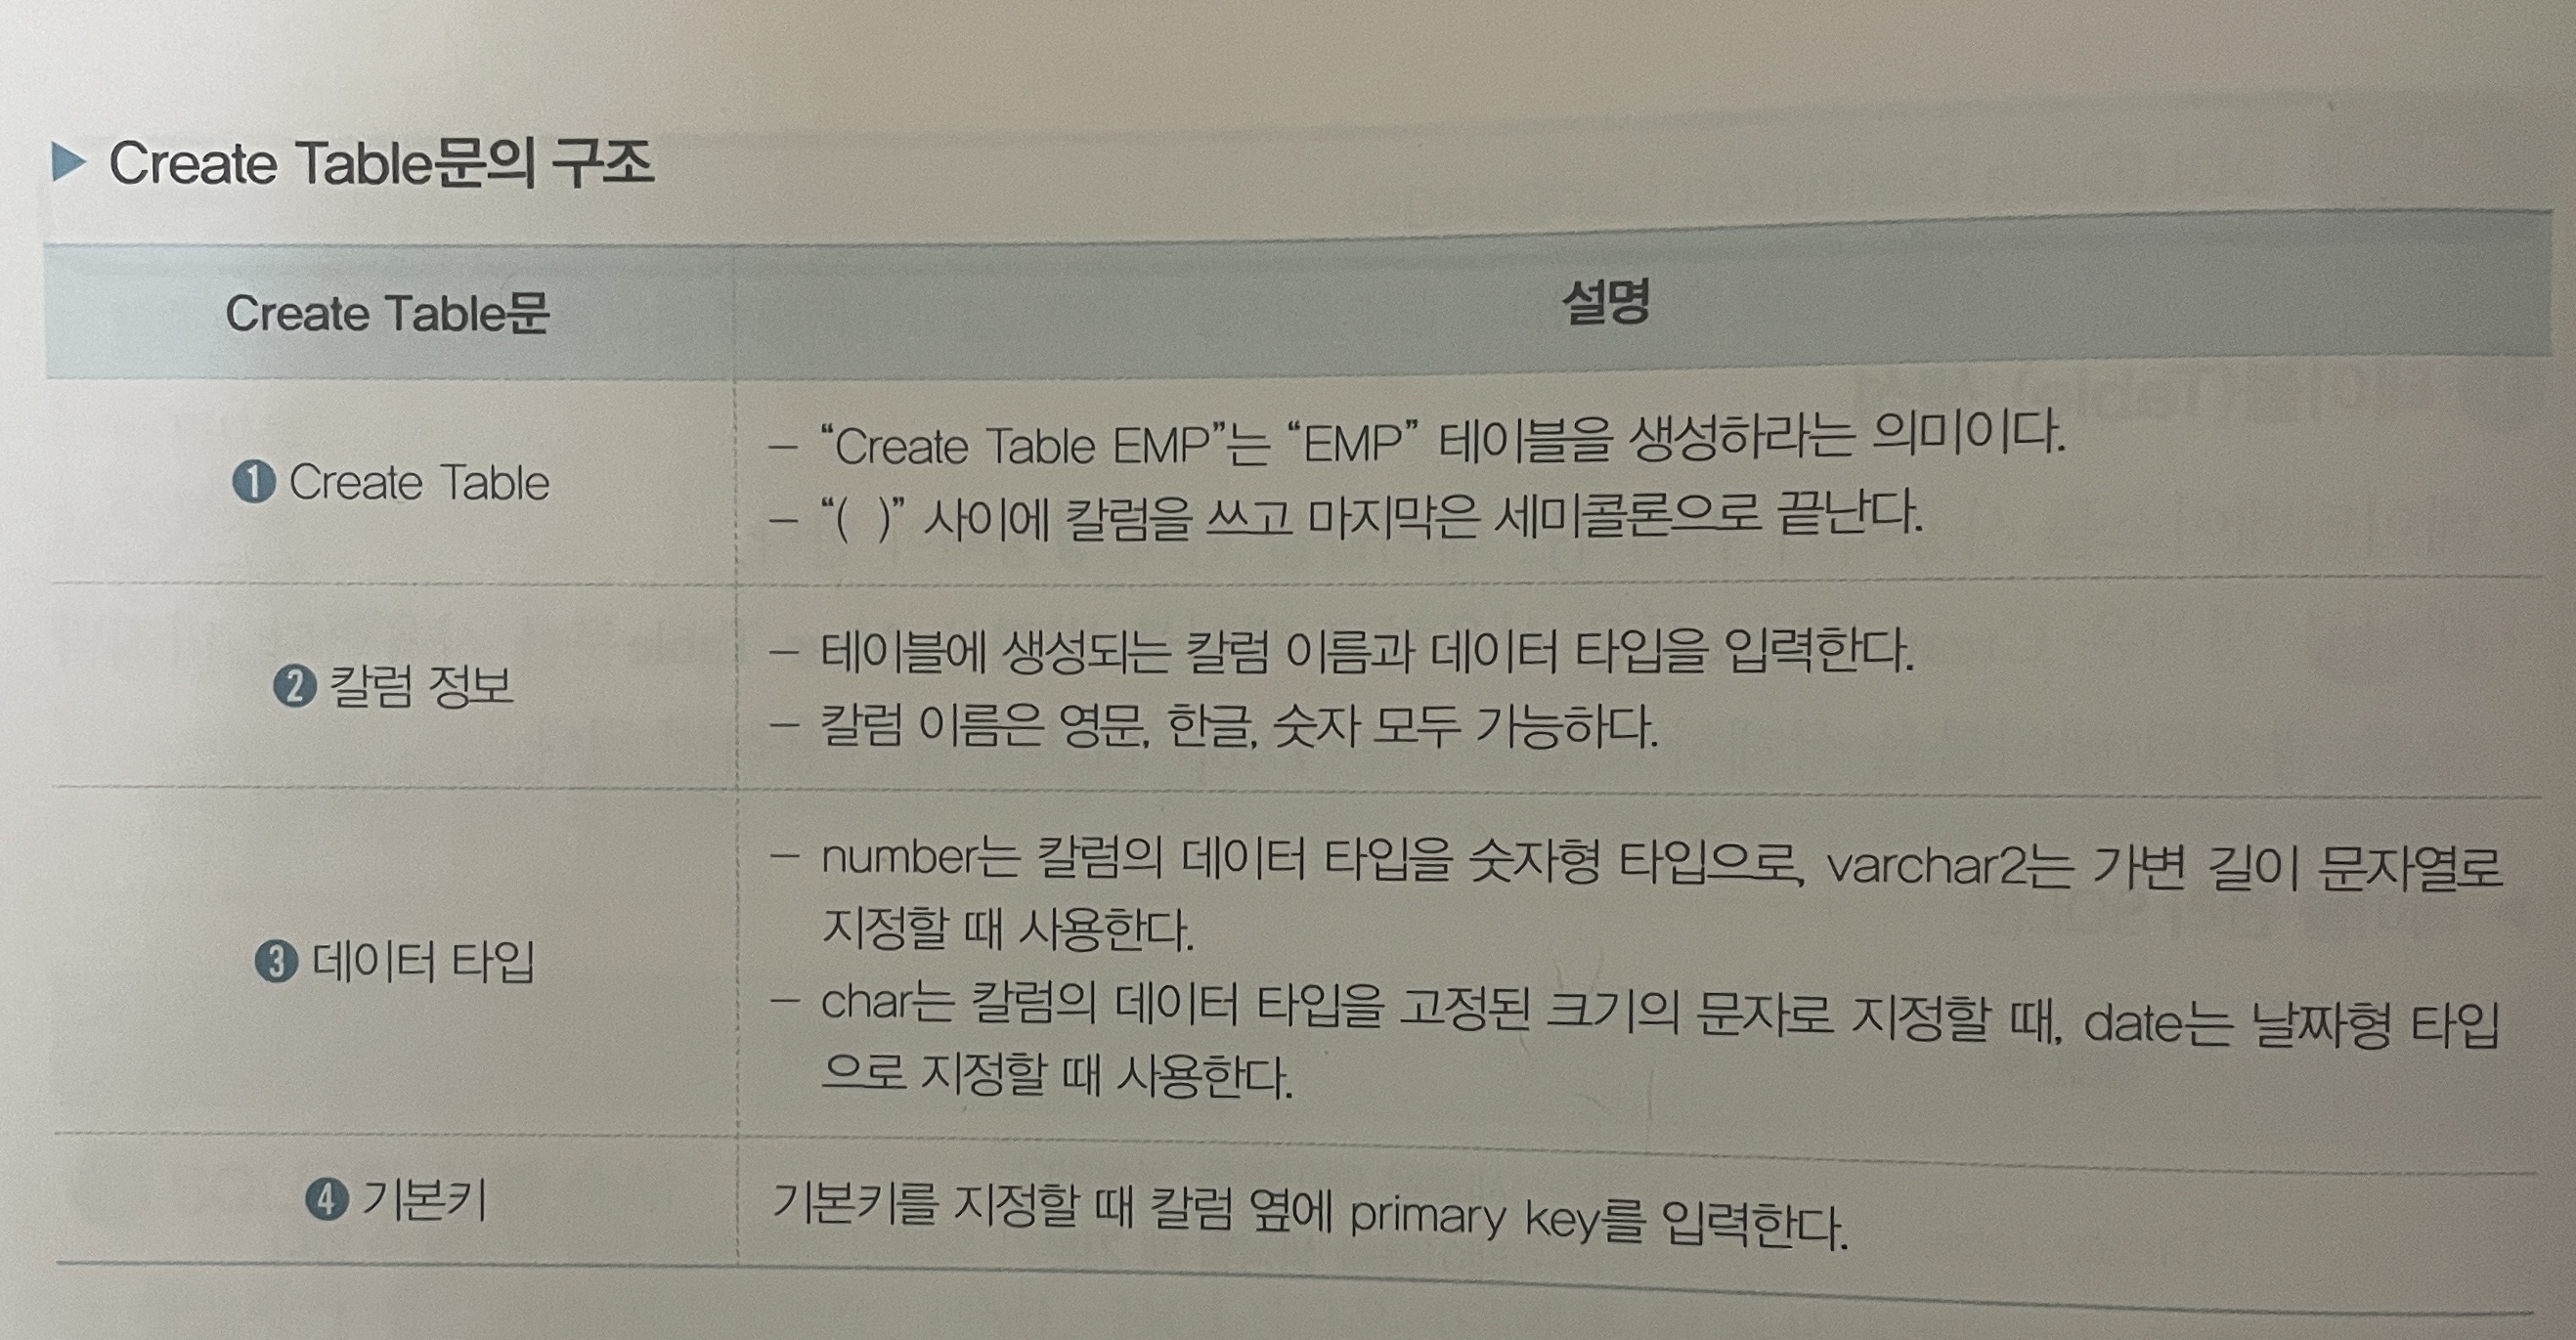 ▶ Create Table문의 구조
Create Table문 설명
❶ Create Table
– “Create Table EMP”는 “EMP” 테이블을 생성하라는 의미이다.
– “( )” 사이에 칼럼을 쓰고 마지막은 세미콜론으로 끝난다.
❷ 칼럼 정보
– 테이블에 생성되는 칼럼 이름과 데이터 타입을 입력한다.
– 칼럼 이름은 영문, 한글, 숫자 모두 가능하다.
❸ 데이터 타입
– number는 칼럼의 데이터 타입을 숫자형 타입으로, varchar2는 가변 길이 문자열로
지정할 때 사용한다.
– char는 칼럼의 데이터 타입을 고정된 크기의 문자로 지정할 때, date는 날짜형 타입
으로 지정할 때 사용한다.
❹ 기본키
기본키를 지정할 때 칼럼 옆에 primary key를 입력한다.